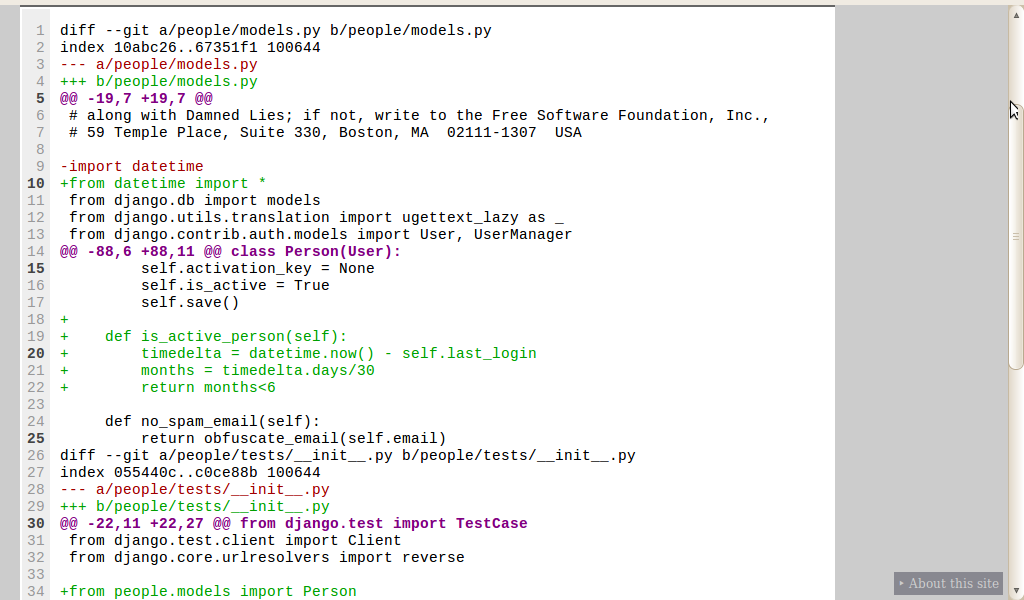 1 diff --git a/people/models.py b/people/models.py
2 index 10abc26..67351f1 100644
3 --- a/people/models.py
4 +++ b/people/models.py
5 @@ -19,7 +19,7 @@
6  # along with Damned Lies; if not, write to the Free Software Foundation, Inc.,
7  # 59 Temple Place, Suite 330, Boston, MA  02111-1307  USA
8
9 -import datetime
10 +from datetime import *
11  from django.db import models
12  from django.utils.translation import ugettext_lazy as _
13  from django.contrib.auth.models import User, UserManager
14 @@ -88,6 +88,11 @@ class Person(User):
15          self.activation_key = None
16          self.is_active = True
17          self.save()
18 +
19 +    def is_active_person(self):
20 +        timedelta = datetime.now() - self.last_login
21 +        months = timedelta.days/30
22 +        return months<6
23
24      def no_spam_email(self):
25          return obfuscate_email(self.email)
26 diff --git a/people/tests/__init__.py b/people/tests/__init__.py
27 index 055440c..c0ce88b 100644
28 --- a/people/tests/__init__.py
29 +++ b/people/tests/__init__.py
30 @@ -22,11 +22,27 @@ from django.test import TestCase
31  from django.test.client import Client
32  from django.core.urlresolvers import reverse
33
34 +from people.models import Person
About this site